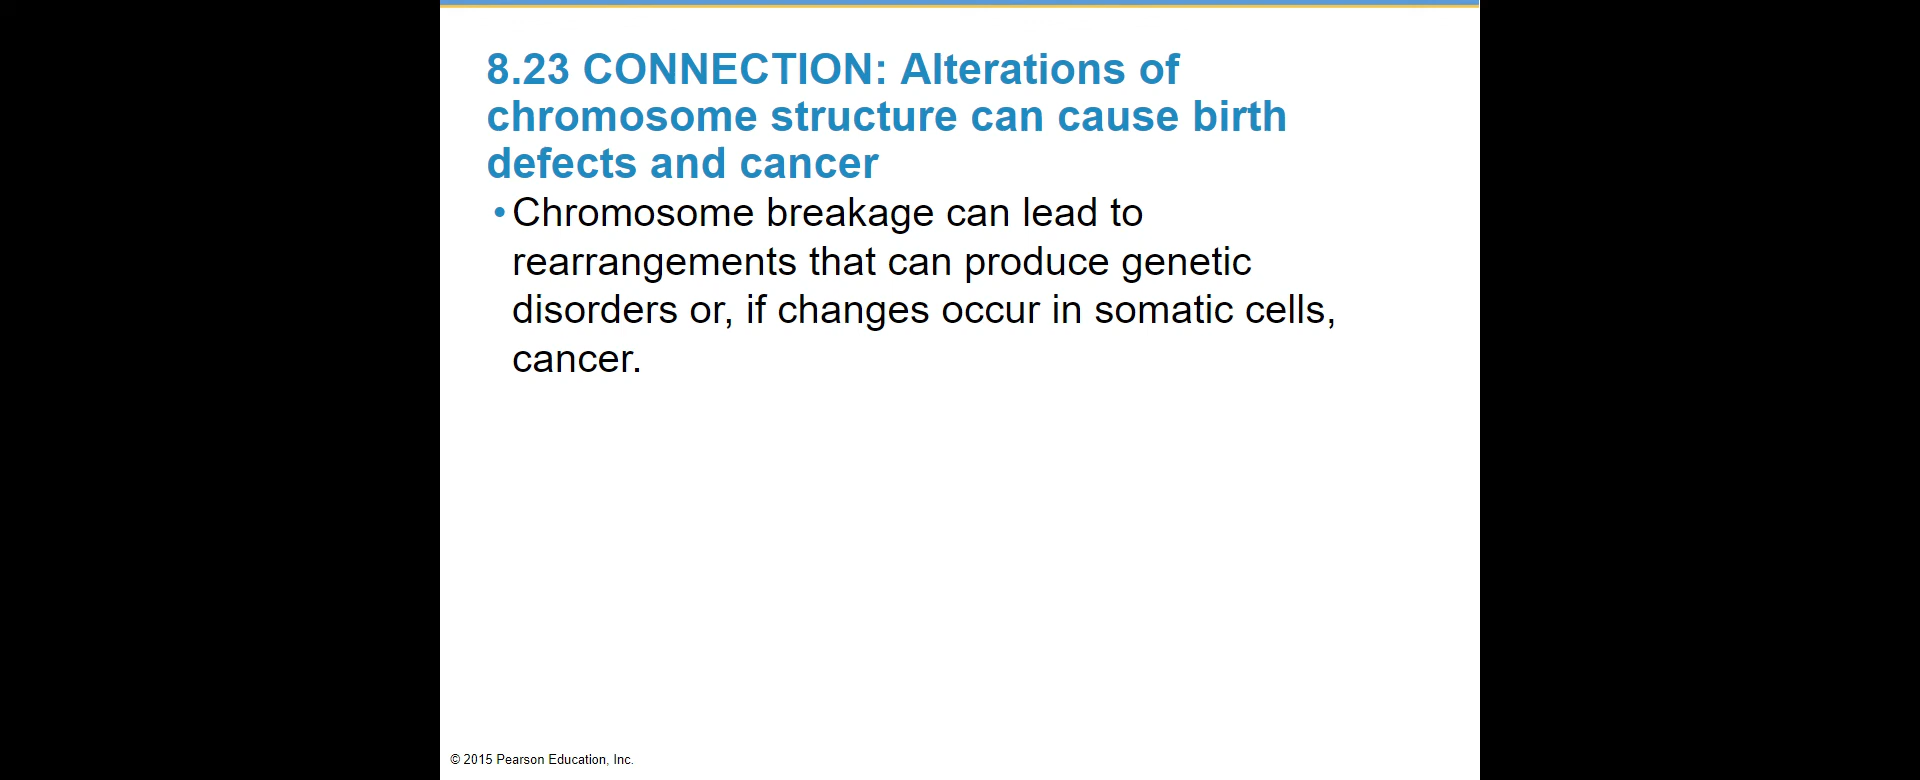 8.23 CONNECTION: Alterations of
chromosome structure can cause birth
defects and cancer
•Chromosome breakage can lead to
rearrangements that can produce genetic
disorders or, if changes occur in somatic cells,
cancer.
© 2015 Pearson Education, Inc.